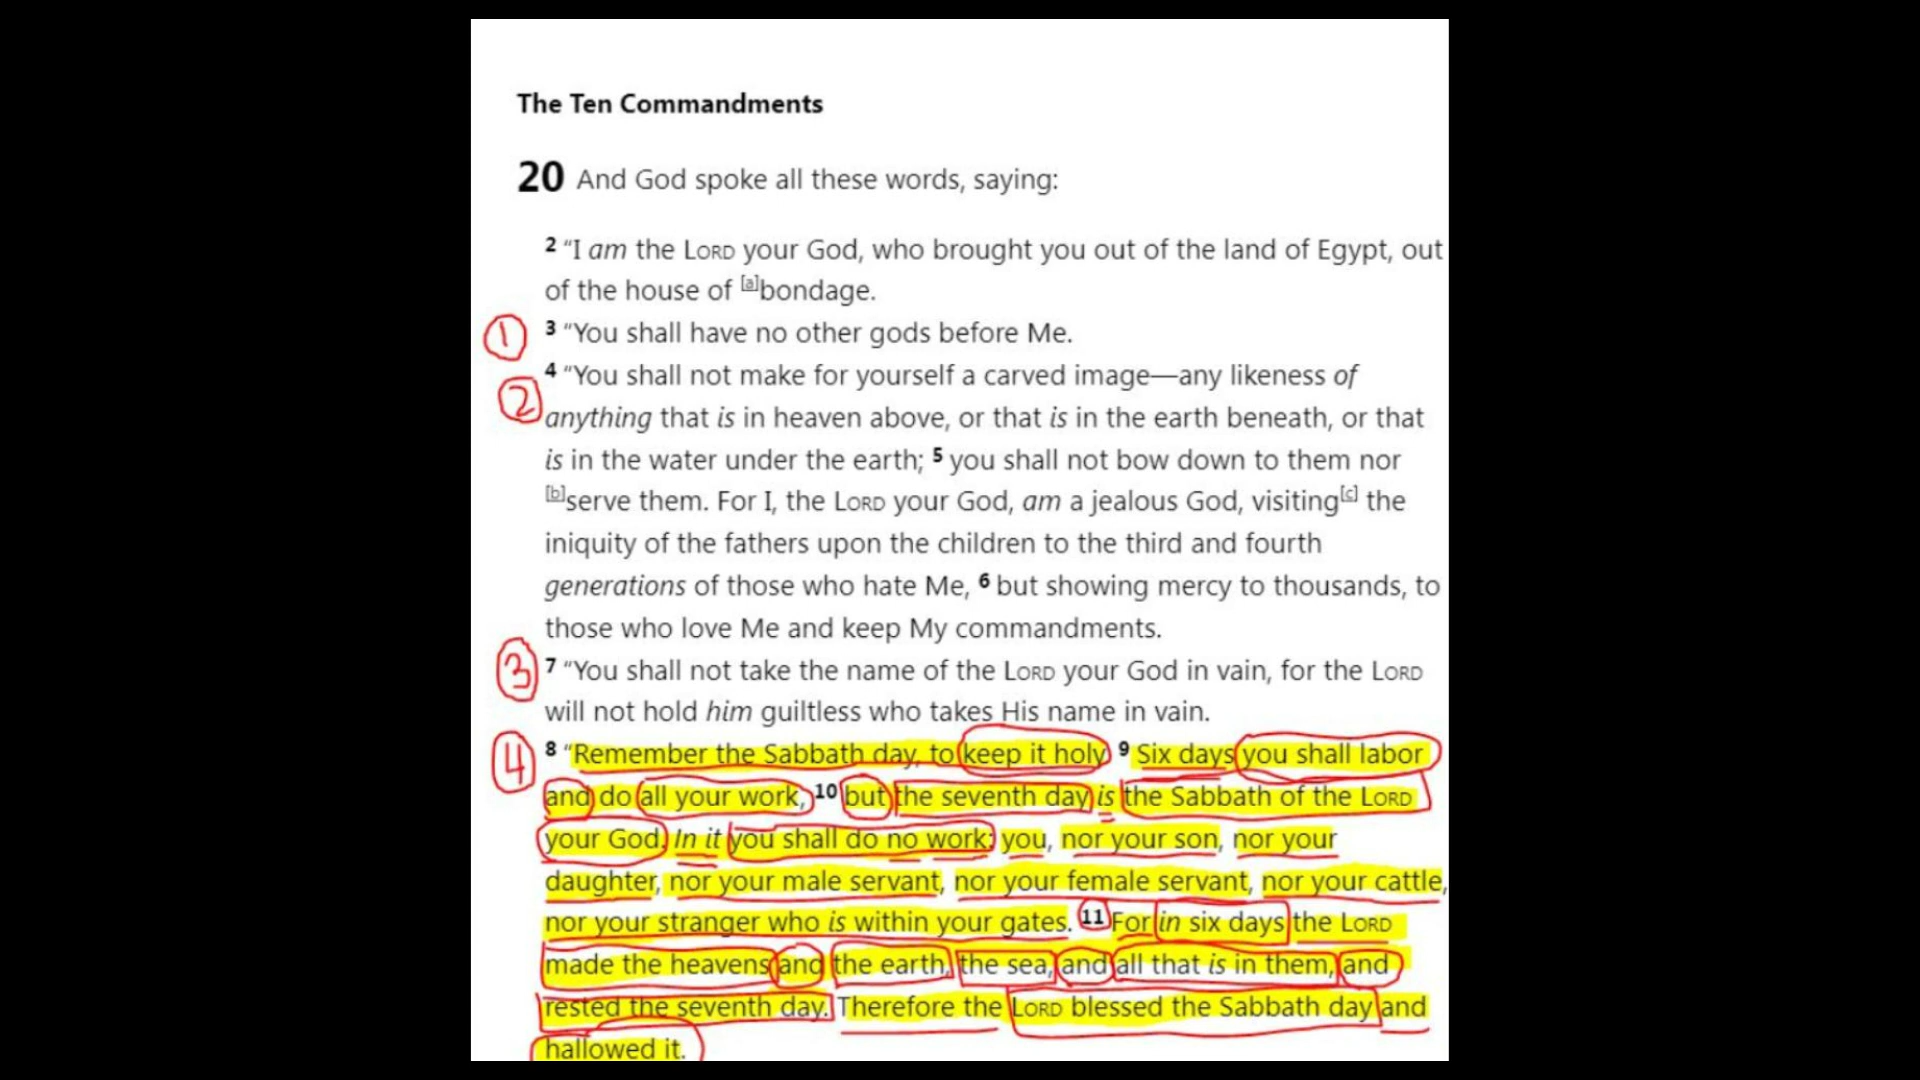 The Ten Commandments
20 And God spoke all these words, saying:
2 “I am the LORD your God, who brought you out of the land of Egypt, out
of the house of [a]bondage.
1 3 “You shall have no other gods before Me.
4 “You shall not make for yourself a carved image—any likeness of
2 anything that is in heaven above, or that is in the earth beneath, or that
is in the water under the earth; 5 you shall not bow down to them nor
[b]serve them. For I, the LORD your God, am a jealous God, visiting[c] the
iniquity of the fathers upon the children to the third and fourth
generations of those who hate Me, 6 but showing mercy to thousands, to
those who love Me and keep My commandments.
3 7 “You shall not take the name of the LORD your God in vain, for the LORD
will not hold him guiltless who takes His name in vain.
4 8 “Remember the Sabbath day, to keep it holy. 9 Six days you shall labor
and do all your work, 10 but the seventh day is the Sabbath of the LORD
your God. In it you shall do no work: you, nor your son, nor your
daughter, nor your male servant, nor your female servant, nor your cattle,
nor your stranger who is within your gates. 11 For in six days the LORD
made the heavens and the earth, the sea, and all that is in them, and
rested the seventh day. Therefore the LORD blessed the Sabbath day and
hallowed it.